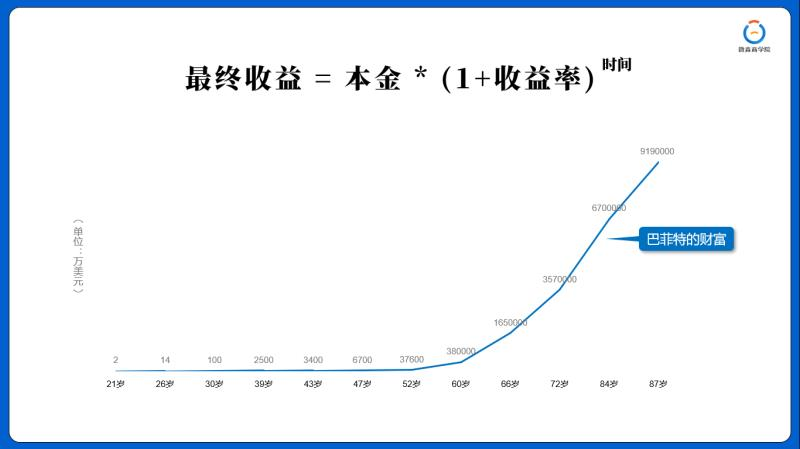 微淼商学院
最终收益 = 本金 * (1+收益率) 时间
9190000
6700000
巴菲特的财富
(单位:万美元)
3570000
1650000
380000
2 14 100 2500 3400 6700 37600
21岁 26岁 30岁 39岁 43岁 47岁 52岁 60岁 66岁 72岁 84岁 87岁